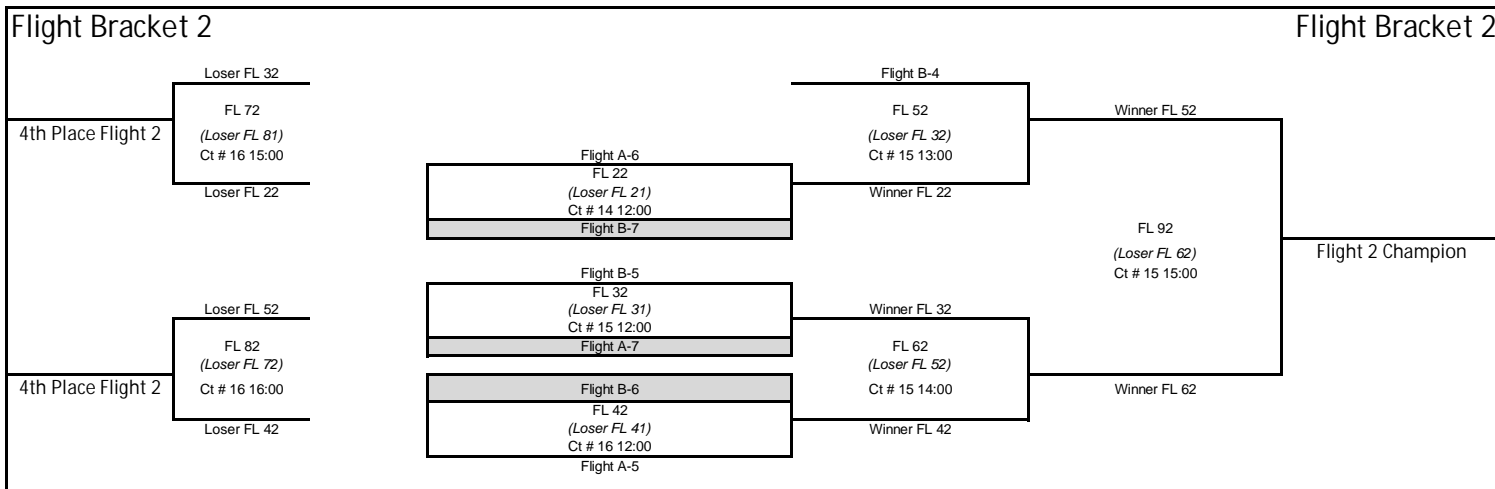 Flight Bracket 2
Flight Bracket 2
Loser FL 32
FL 72
(Loser FL 81)
Ct # 16 15:00
Loser FL 22
4th Place Flight 2
Flight A-6
FL 22
(Loser FL 21)
Ct # 14 12:00
Flight B-7
Flight B-4
FL 52
(Loser FL 32)
Ct # 15 13:00
Winner FL 22
Winner FL 52
FL 92
(Loser FL 62)
Ct # 15 15:00
Flight 2 Champion
Loser FL 52
FL 82
(Loser FL 72)
Ct # 16 16:00
Loser FL 42
4th Place Flight 2
Flight B-5
FL 32
(Loser FL 31)
Ct # 15 12:00
Flight A-7
Flight B-6
FL 42
(Loser FL 41)
Ct # 16 12:00
Flight A-5
Winner FL 32
FL 62
(Loser FL 52)
Ct # 15 14:00
Winner FL 42
Winner FL 62